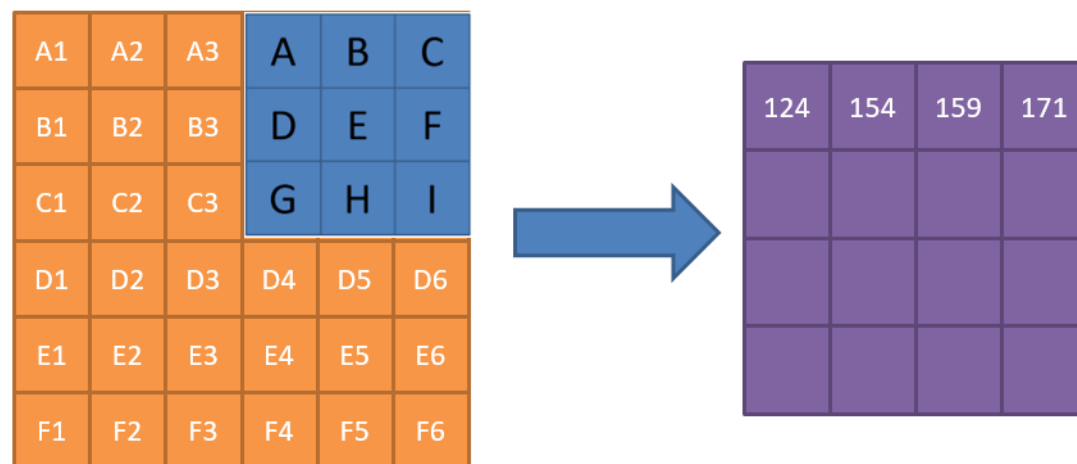 A1 A2 A3 A B C
B1 B2 B3 D E F
C1 C2 C3 G H I
D1 D2 D3 D4 D5 D6
E1 E2 E3 E4 E5 E6
F1 F2 F3 F4 F5 F6
124 154 159 171